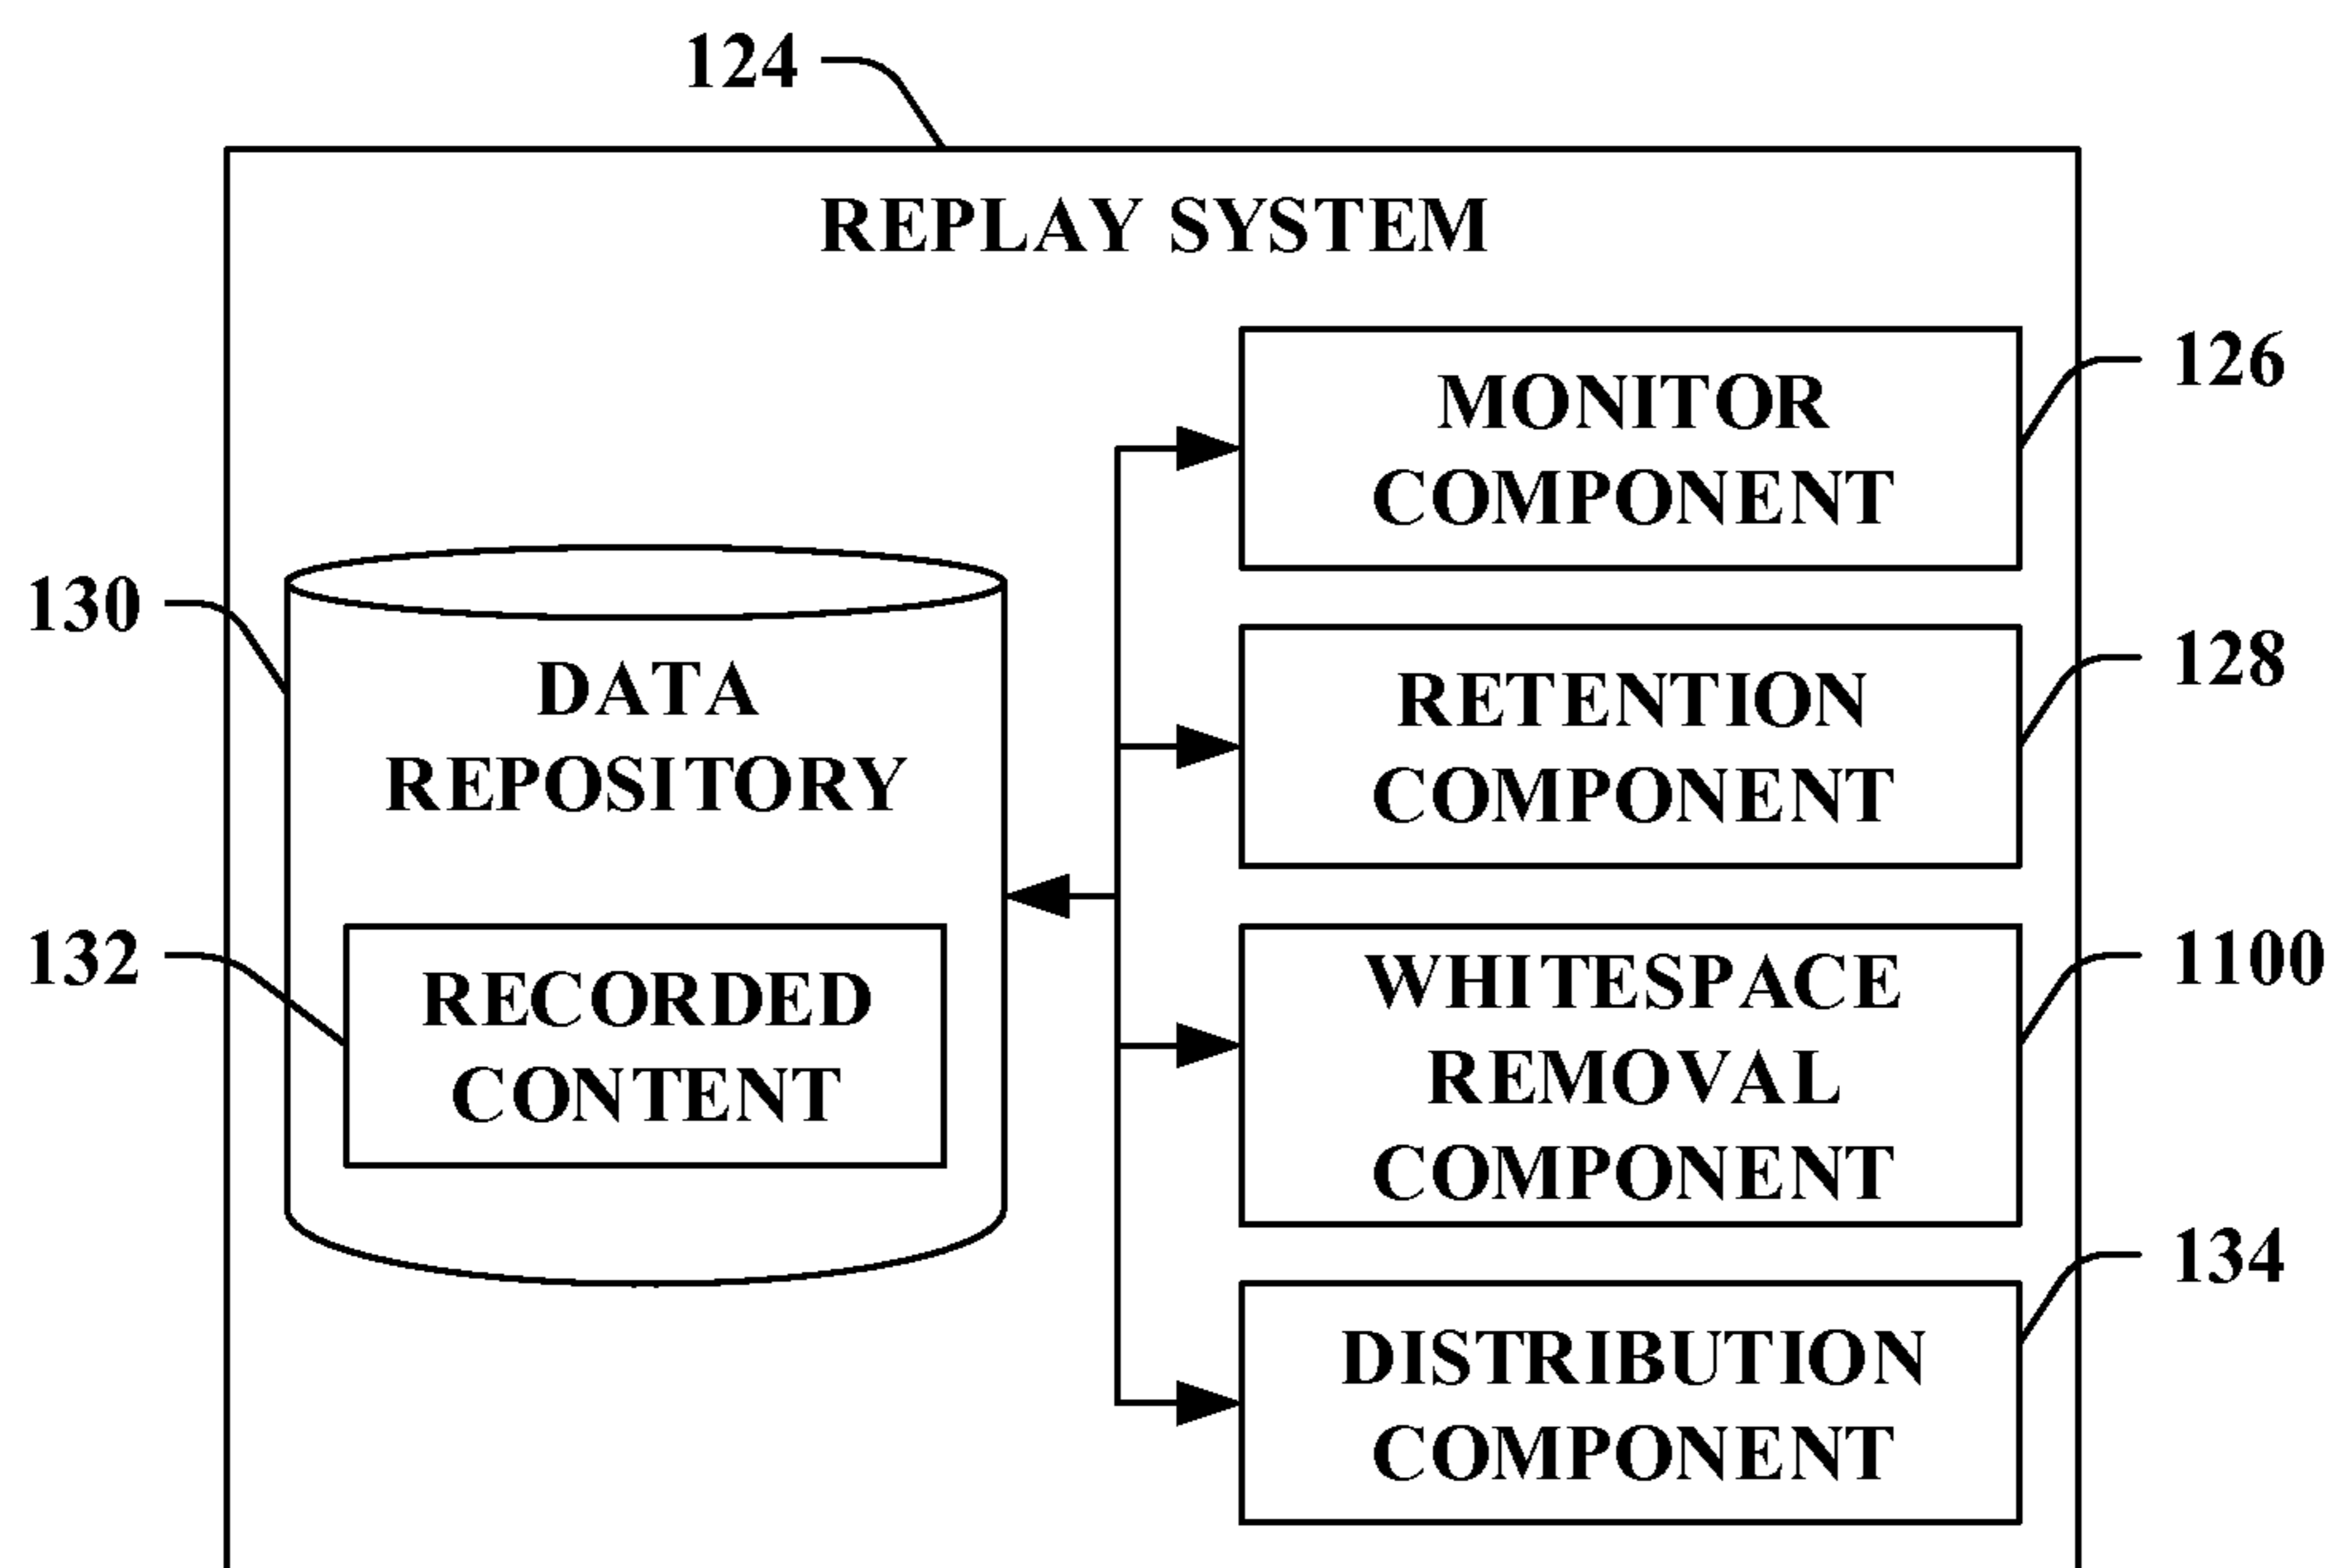 124
REPLAY SYSTEM
MONITOR
COMPONENT
126
130
DATA
REPOSITORY
RETENTION
COMPONENT
128
132
RECORDED
CONTENT
WHITESPACE
REMOVAL
COMPONENT
1100
DISTRIBUTION
COMPONENT
134